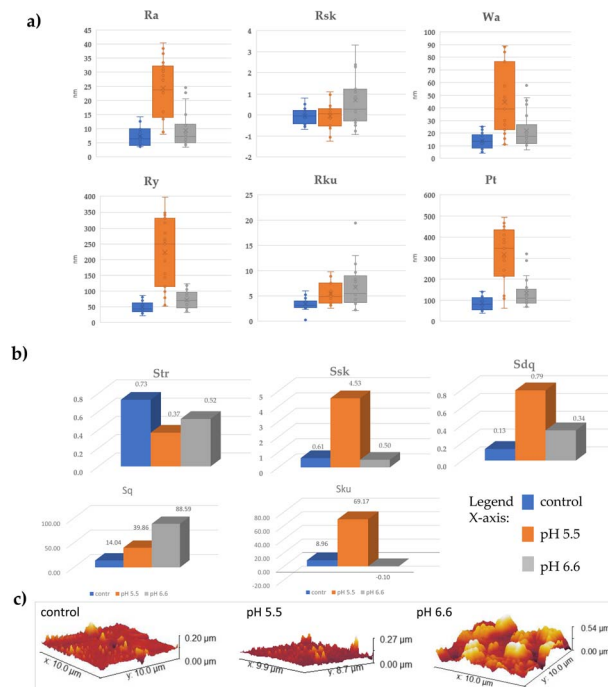 a)
Ra
Rsk
Wa
45
40
35
30
25
20
15
10
5
0
nm
4
3
2
1
0
-1
-2
100
90
80
70
60
50
40
30
20
10
0
nm
Ry
Rku
Pt
400
350
300
250
200
150
100
50
0
nm
25
20
15
10
5
0
600
500
400
300
200
100
0
nm
b)
Str
Ssk
Sdq
0.8
0.6
0.4
0.2
0.0
0.73
0.37
0.52
5
4
3
2
1
0
0.61
4.53
0.50
0.8
0.6
0.4
0.2
0.0
0.13
0.79
0.34
Sq
Sku
100.00
50.00
0.00
14.04
39.86
88.59
contr pH 5.5 pH 6.6
80.00
60.00
40.00
20.00
0.00
-20.00
8.96
69.17
-0.10
contr pH 5.5 pH 6.6
Legend
X-axis:
control
pH 5.5
pH 6.6
c)
control
0.20 µm
0.00 µm
x: 10.0 µm
y: 10.0 µm
pH 5.5
0.27 µm
0.00 µm
x: 9.9 µm
y: 8.7 µm
pH 6.6
0.54 µm
0.00 µm
x: 10.0 µm
y: 10.0 µm